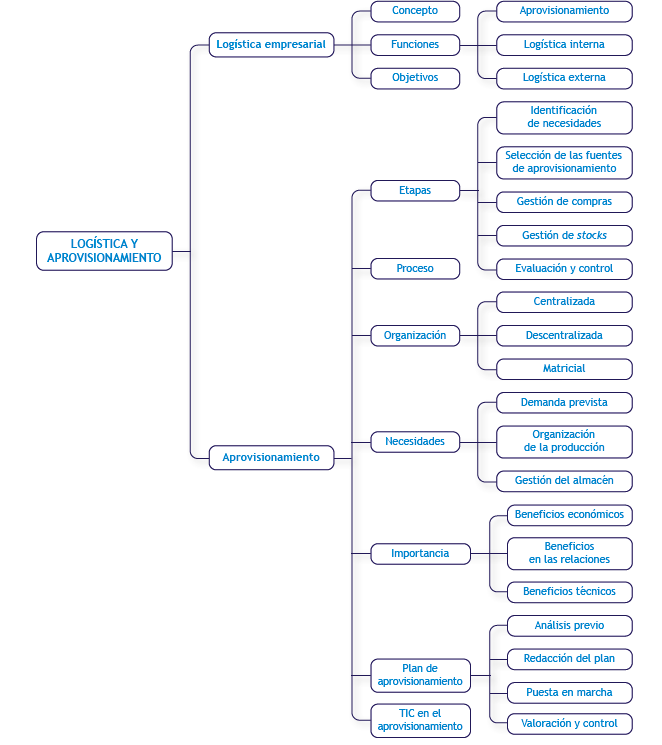 LOGÍSTICA Y
APROVISIONAMIENTO
Logística empresarial
Concepto
Funciones
Aprovisionamiento
Logística interna
Logística externa
Objetivos
Aprovisionamiento
Etapas
Identificación
de necesidades
Selección de las fuentes
de aprovisionamiento
Gestión de compras
Gestión de stocks
Evaluación y control
Proceso
Organización
Centralizada
Descentralizada
Matricial
Necesidades
Demanda prevista
Organización
de la producción
Gestión del almacén
Importancia
Beneficios económicos
Beneficios
en las relaciones
Beneficios técnicos
Plan de
aprovisionamiento
Análisis previo
Redacción del plan
Puesta en marcha
Valoración y control
TIC en el
aprovisionamiento